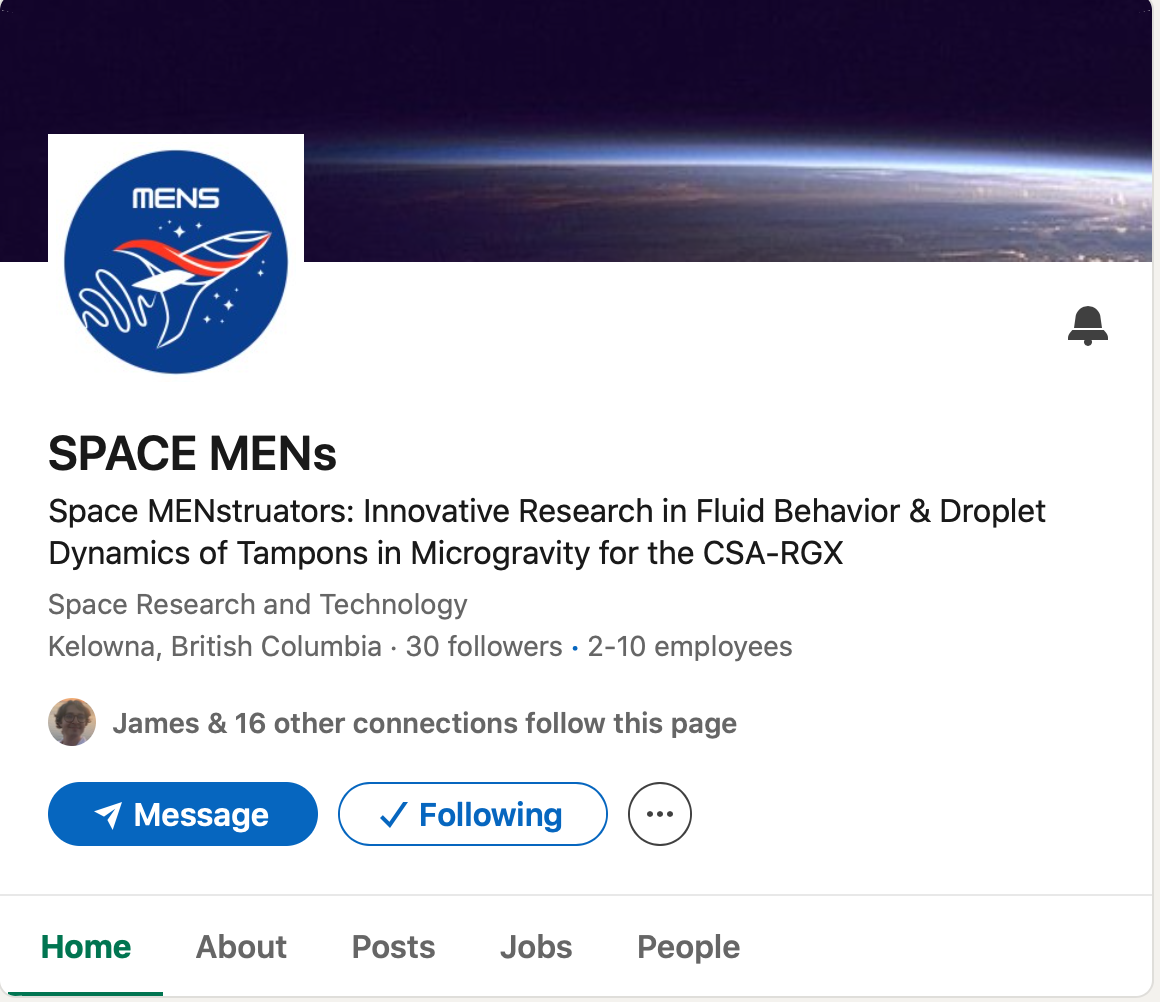 MENS
SPACE MENs
Space MENstruators: Innovative Research in Fluid Behavior & Droplet
Dynamics of Tampons in Microgravity for the CSA-RGX
Space Research and Technology
Kelowna, British Columbia · 30 followers · 2-10 employees
James & 16 other connections follow this page
Message
Following
Home
About
Posts
Jobs
People